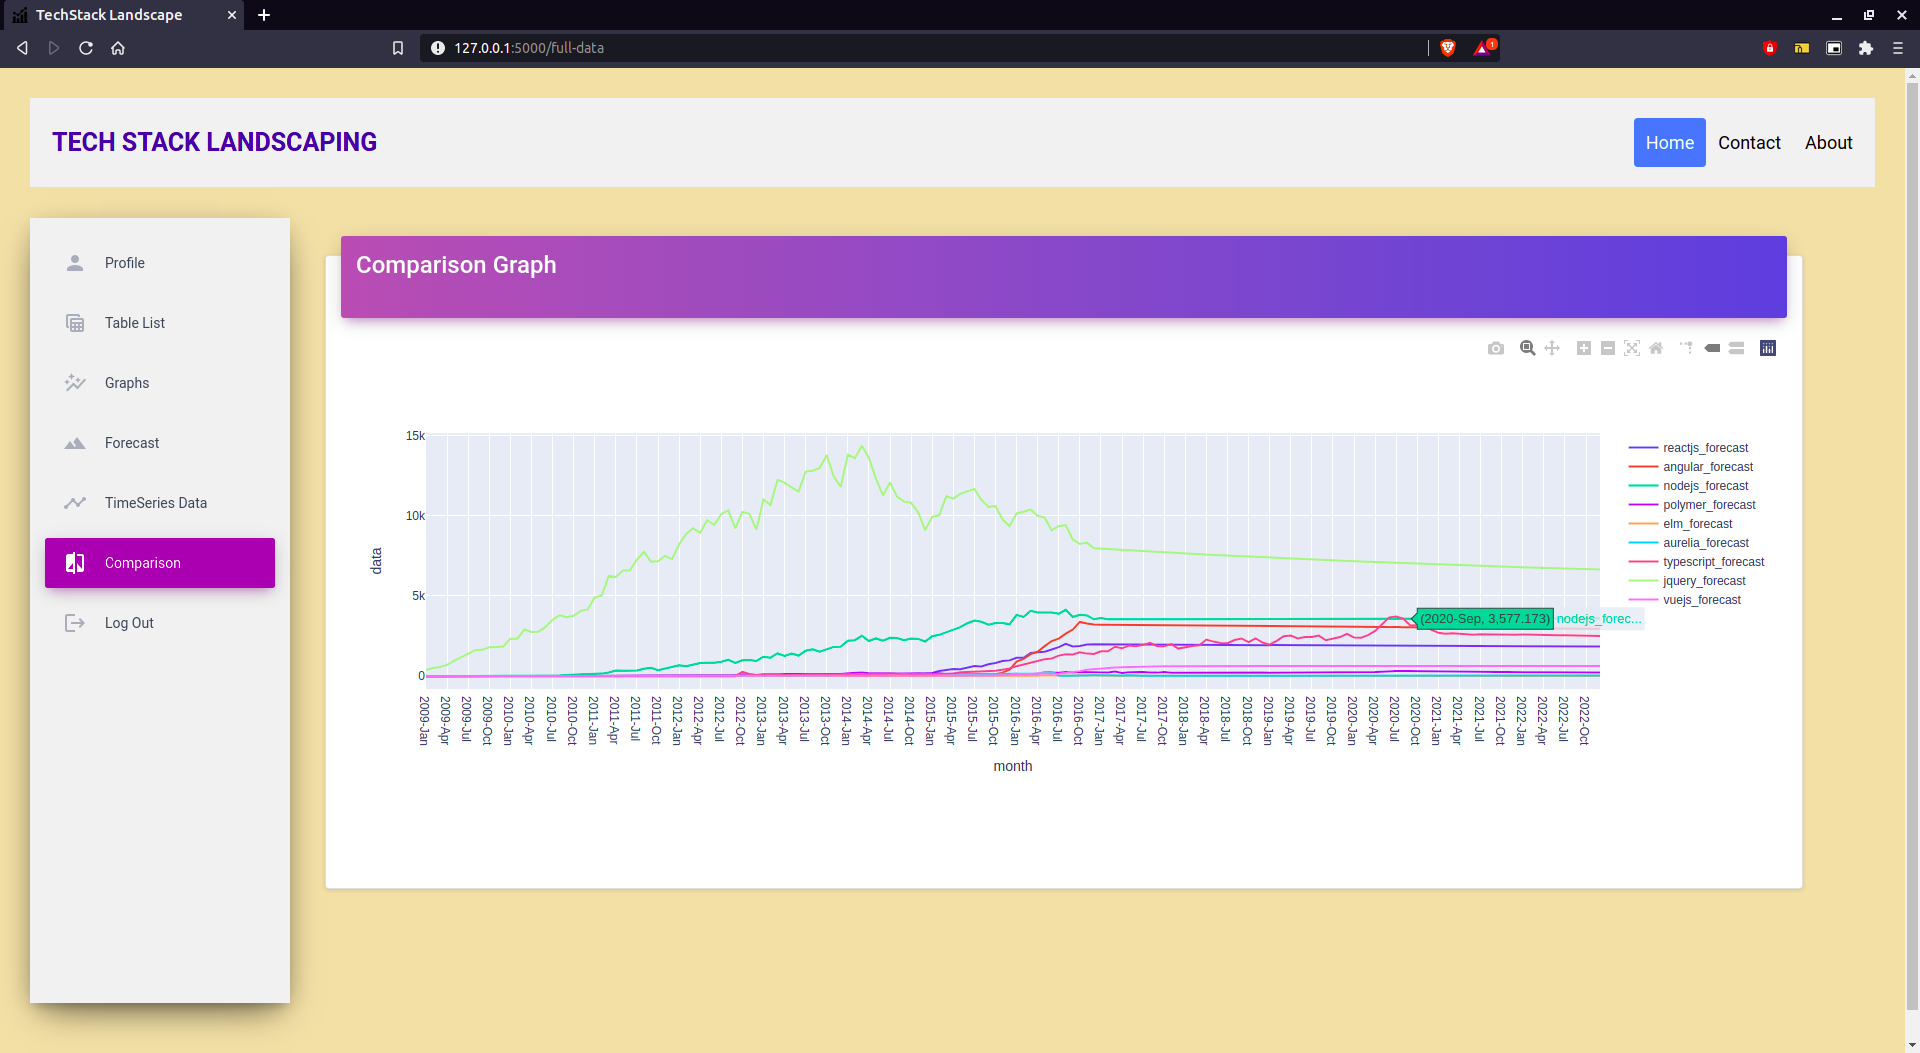 TechStack Landscape
127.0.0.1:5000/full-data
1
TECH STACK LANDSCAPING
Home
Contact
About
Profile
Table List
Graphs
Forecast
TimeSeries Data
Comparison
Log Out
Comparison Graph
15k
10k
5k
0
data
reactjs_forecast
angular_forecast
nodejs_forecast
polymer_forecast
elm_forecast
aurelia_forecast
typescript_forecast
jquery_forecast
vuejs_forecast
(2020-Sep, 3,577.173)
nodejs_forec...
2009-Jan
2009-Apr
2009-Jul
2009-Oct
2010-Jan
2010-Apr
2010-Jul
2010-Oct
2011-Jan
2011-Apr
2011-Jul
2011-Oct
2012-Jan
2012-Apr
2012-Jul
2012-Oct
2013-Jan
2013-Apr
2013-Jul
2013-Oct
2014-Jan
2014-Apr
2014-Jul
2014-Oct
2015-Jan
2015-Apr
2015-Jul
2015-Oct
2016-Jan
2016-Apr
2016-Jul
2016-Oct
2017-Jan
2017-Apr
2017-Jul
2017-Oct
2018-Jan
2018-Apr
2018-Jul
2018-Oct
2019-Jan
2019-Apr
2019-Jul
2019-Oct
2020-Jan
2020-Apr
2020-Jul
2020-Oct
2021-Jan
2021-Apr
2021-Jul
2021-Oct
2022-Jan
2022-Apr
2022-Jul
2022-Oct
month